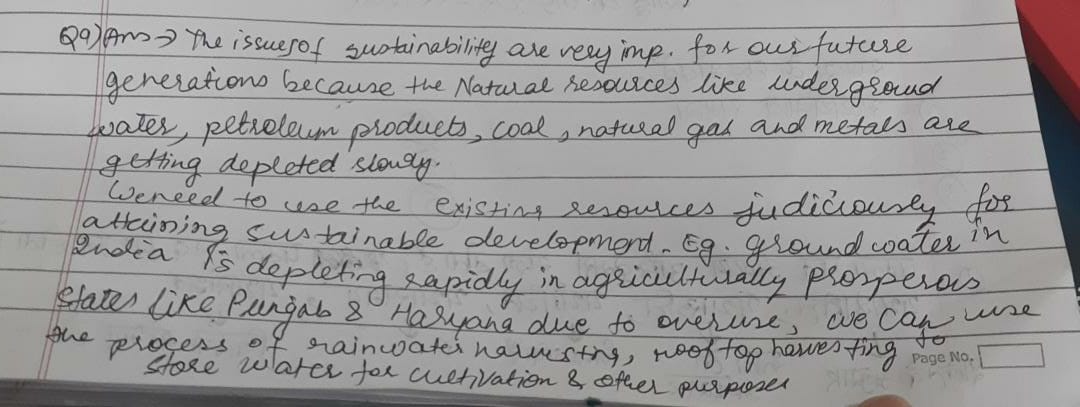 Q9) Ans → The issues of sustainability are very imp. for our future
generations because the Natural resources like underground
water, petroleum products, coal, natural gas and metals are
getting depleted slowly.
We need to use the existing resources judiciously for
attaining sustainable development. Eg. ground water in
India is depleting rapidly in agriculturally prosperous
states like Punjab & Haryana due to overuse, we can use
the process of rainwater harvesting, rooftop harvesting to
store water for cultivation & other purposes
Page No.